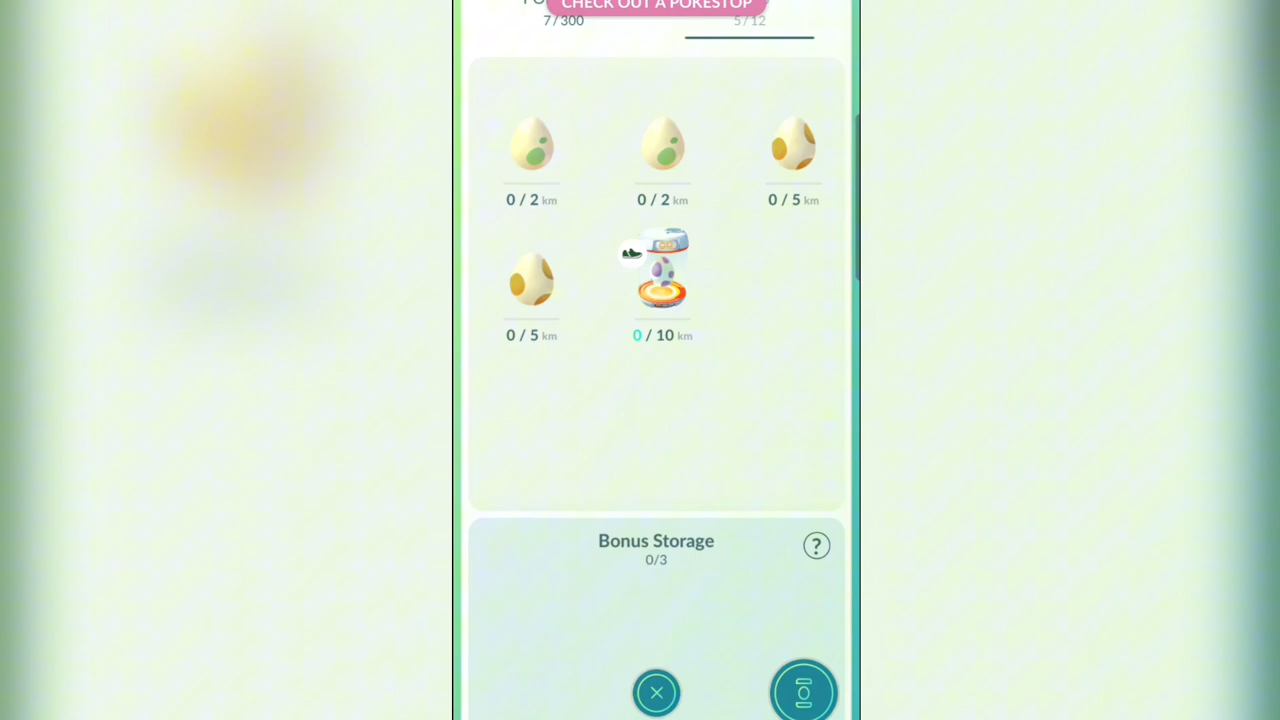 CHECK OUT A POKÉSTOP
7/300
5/12
0 / 2 km
0 / 2 km
0 / 5 km
0 / 5 km
0 / 10 km
Bonus Storage
?
0/3